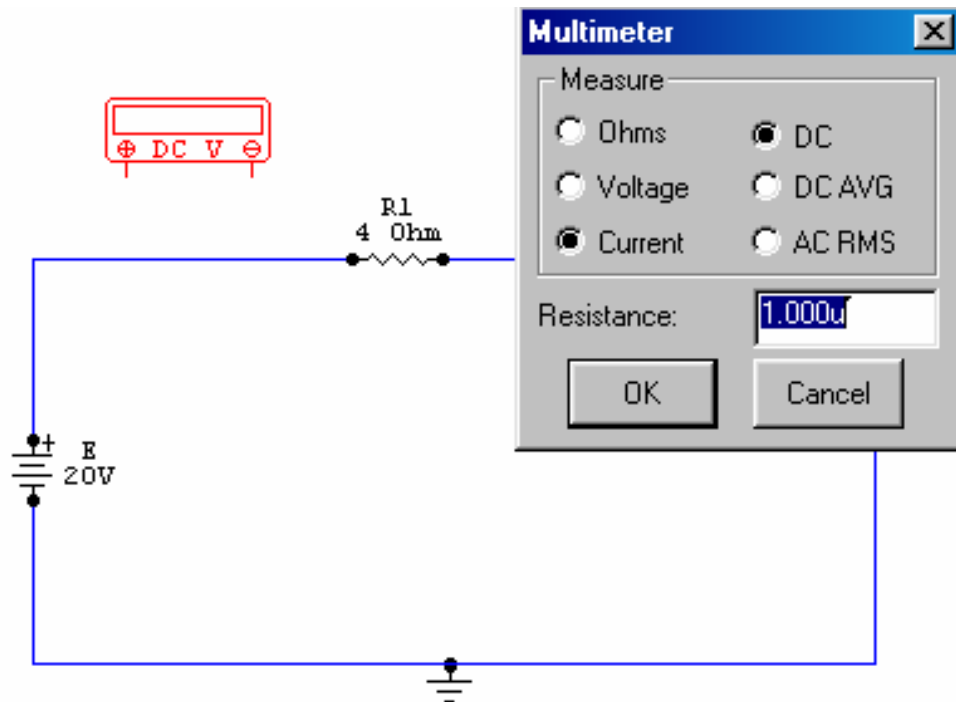 Multimeter
Measure
Ohms
DC
Voltage
DC AVG
Current
AC RMS
Resistance:
1.000u
OK
Cancel
DC V
R1
4 Ohm
+
E
20V